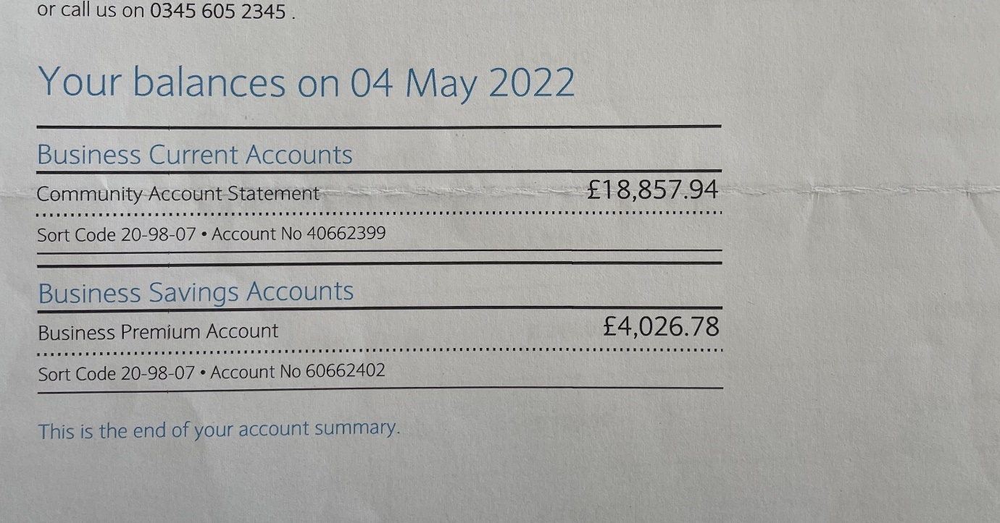 or call us on 0345 605 2345 .
Your balances on 04 May 2022
Business Current Accounts
Community Account Statement £18,857.94
Sort Code 20-98-07 • Account No 40662399
Business Savings Accounts
Business Premium Account £4,026.78
Sort Code 20-98-07 • Account No 60662402
This is the end of your account summary.